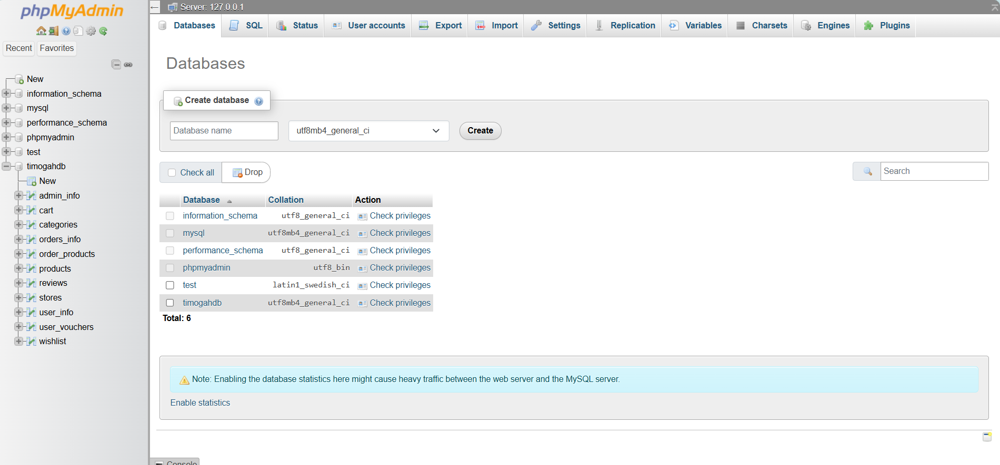 phpMyAdmin
Recent Favorites
New
information_schema
mysql
performance_schema
phpmyadmin
test
timogahdb
New
admin_info
cart
categories
orders_info
order_products
products
reviews
stores
user_info
user_vouchers
wishlist
Server: 127.0.0.1
Databases SQL Status User accounts Export Import Settings Replication Variables Charsets Engines Plugins
Databases
Create database
Database name utf8mb4_general_ci Create
Check all Drop Search
Database Collation Action
information_schema utf8_general_ci Check privileges
mysql utf8mb4_general_ci Check privileges
performance_schema utf8_general_ci Check privileges
phpmyadmin utf8_bin Check privileges
test latin1_swedish_ci Check privileges
timogahdb utf8mb4_general_ci Check privileges
Total: 6
Note: Enabling the database statistics here might cause heavy traffic between the web server and the MySQL server.
Enable statistics
Console